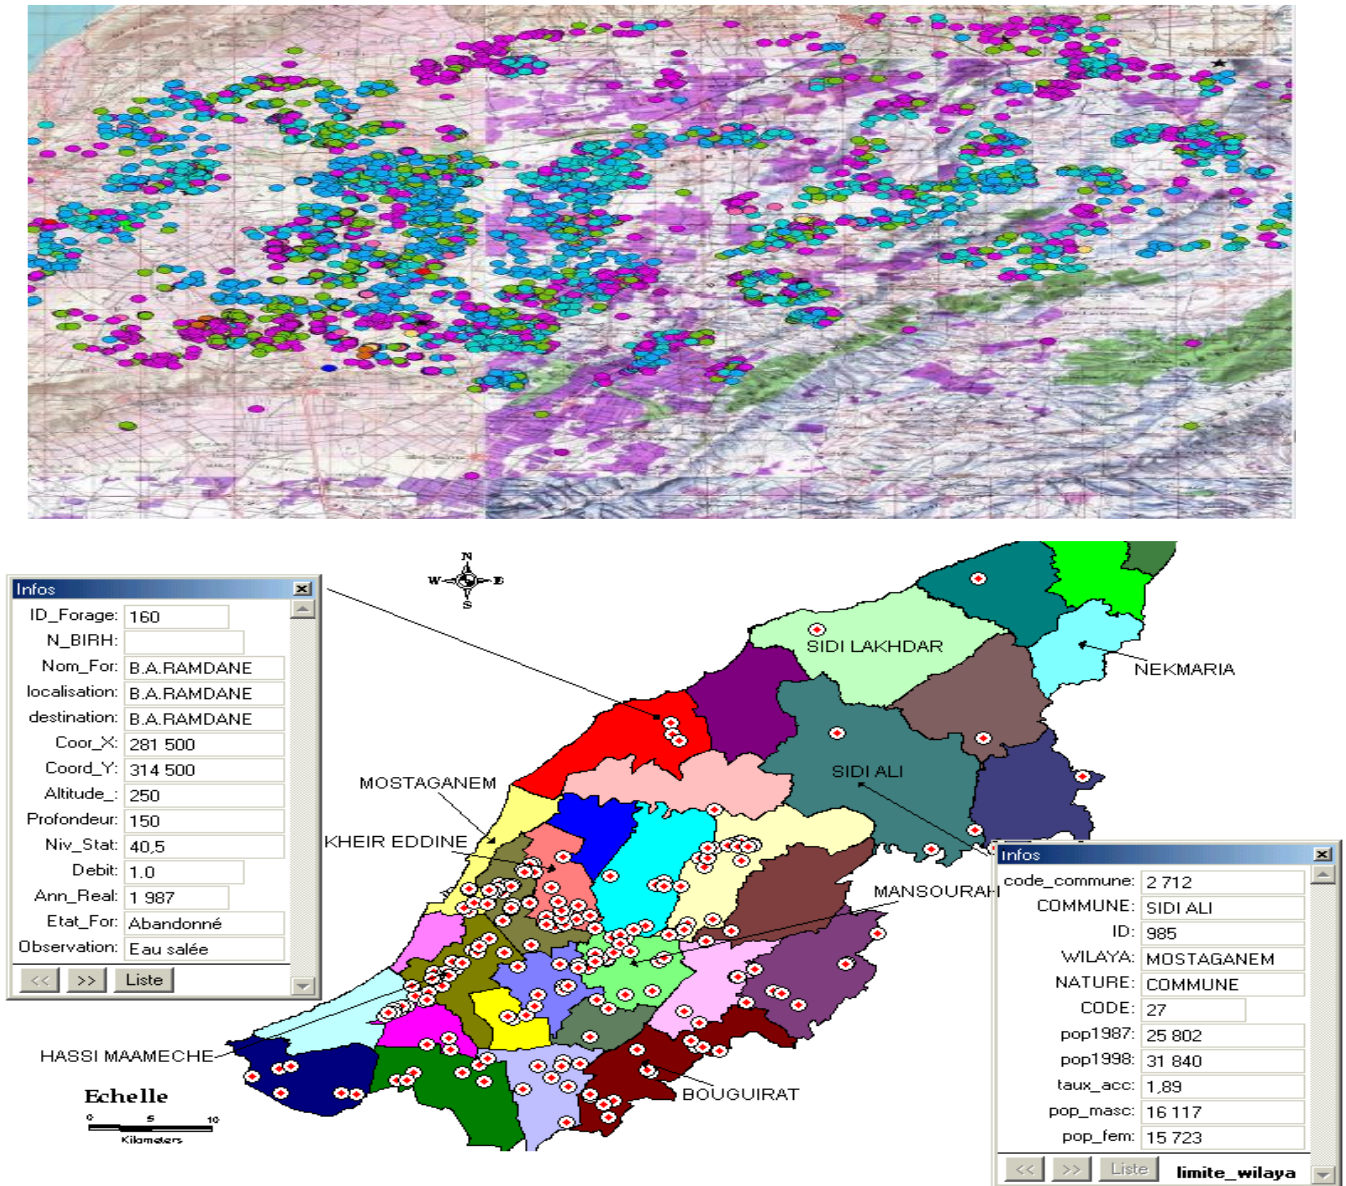 N
W E
S
Infos
ID_Forage: 160
N_BIRH:
Nom_For: B.A.RAMDANE
localisation: B.A.RAMDANE
destination: B.A.RAMDANE
Coor_X: 281 500
Coord_Y: 314 500
Altitude_: 250
Profondeur: 150
Niv_Stat: 40,5
Debit: 1.0
Ann_Real: 1 987
Etat_For: Abandonné
Observation: Eau salée
<< >> Liste
SIDI LAKHDAR
NEKMARIA
MOSTAGANEM
SIDI ALI
KHEIR EDDINE
MANSOURAH
HASSI MAAMECHE
BOUGUIRAT
Echelle
0 5 10
Kilometers
Infos
code_commune: 2 712
COMMUNE: SIDI ALI
ID: 985
WILAYA: MOSTAGANEM
NATURE: COMMUNE
CODE: 27
pop1987: 25 802
pop1998: 31 840
taux_acc: 1,89
pop_masc: 16 117
pop_fem: 15 723
<< >> Liste limite_wilaya